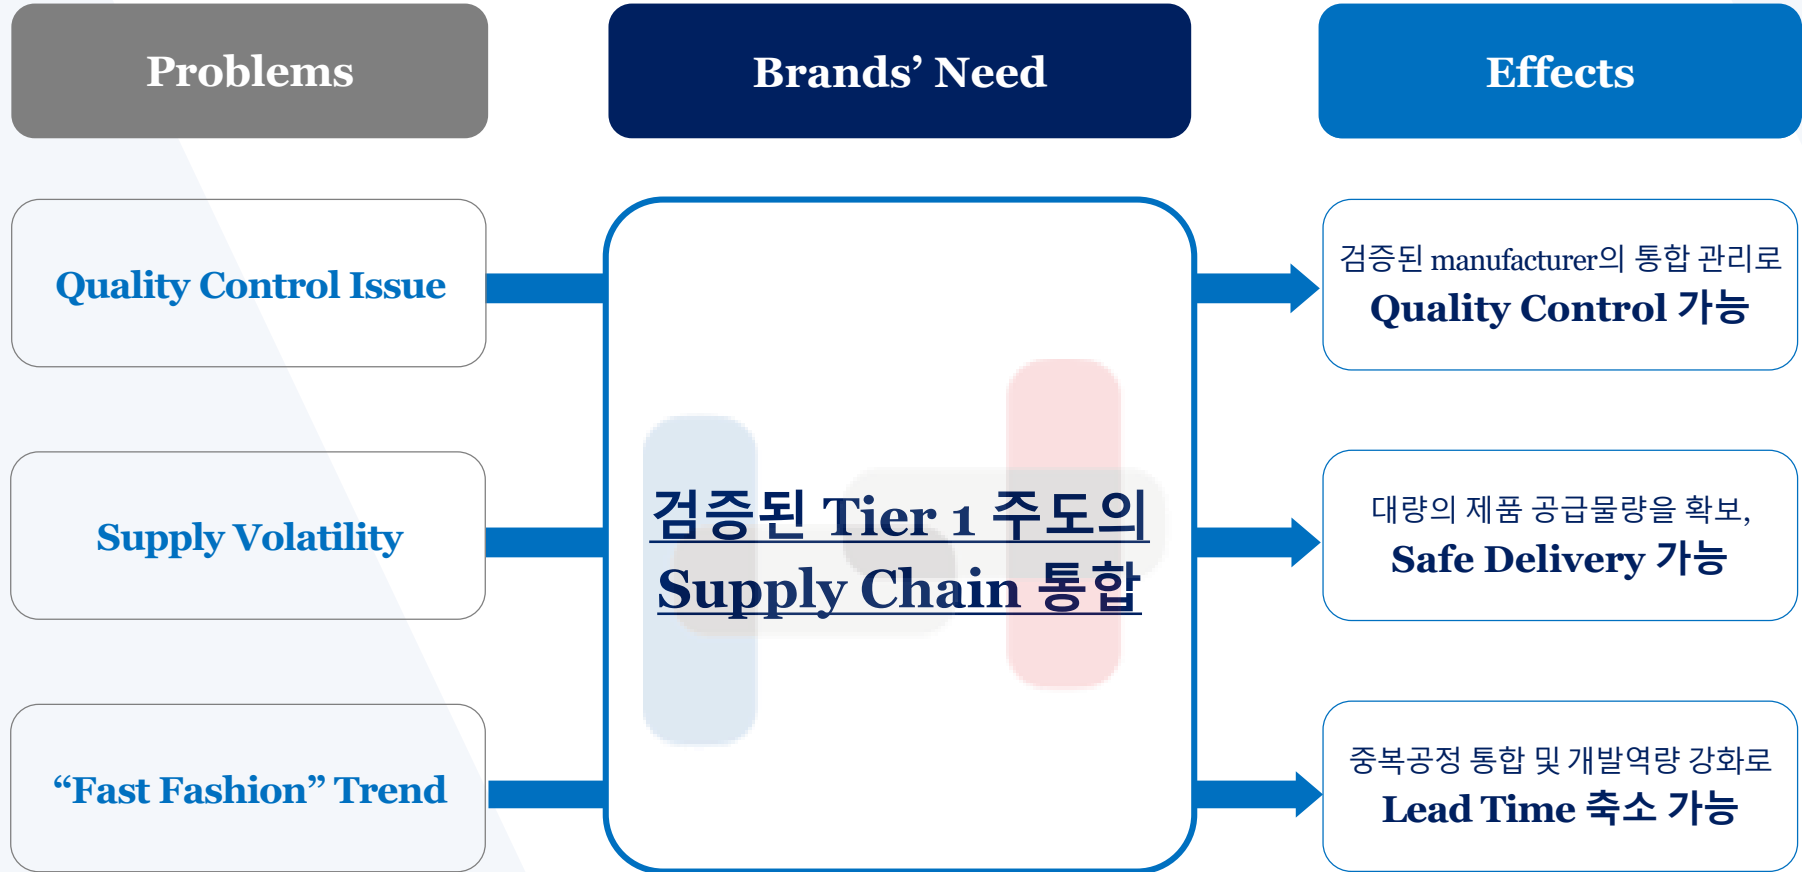 Problems
Brands’ Need
Effects
Quality Control Issue
Supply Volatility
“Fast Fashion” Trend
검증된 Tier 1 주도의
Supply Chain 통합
검증된 manufacturer의 통합 관리로
Quality Control 가능
대량의 제품 공급물량을 확보,
Safe Delivery 가능
중복공정 통합 및 개발역량 강화로
Lead Time 축소 가능